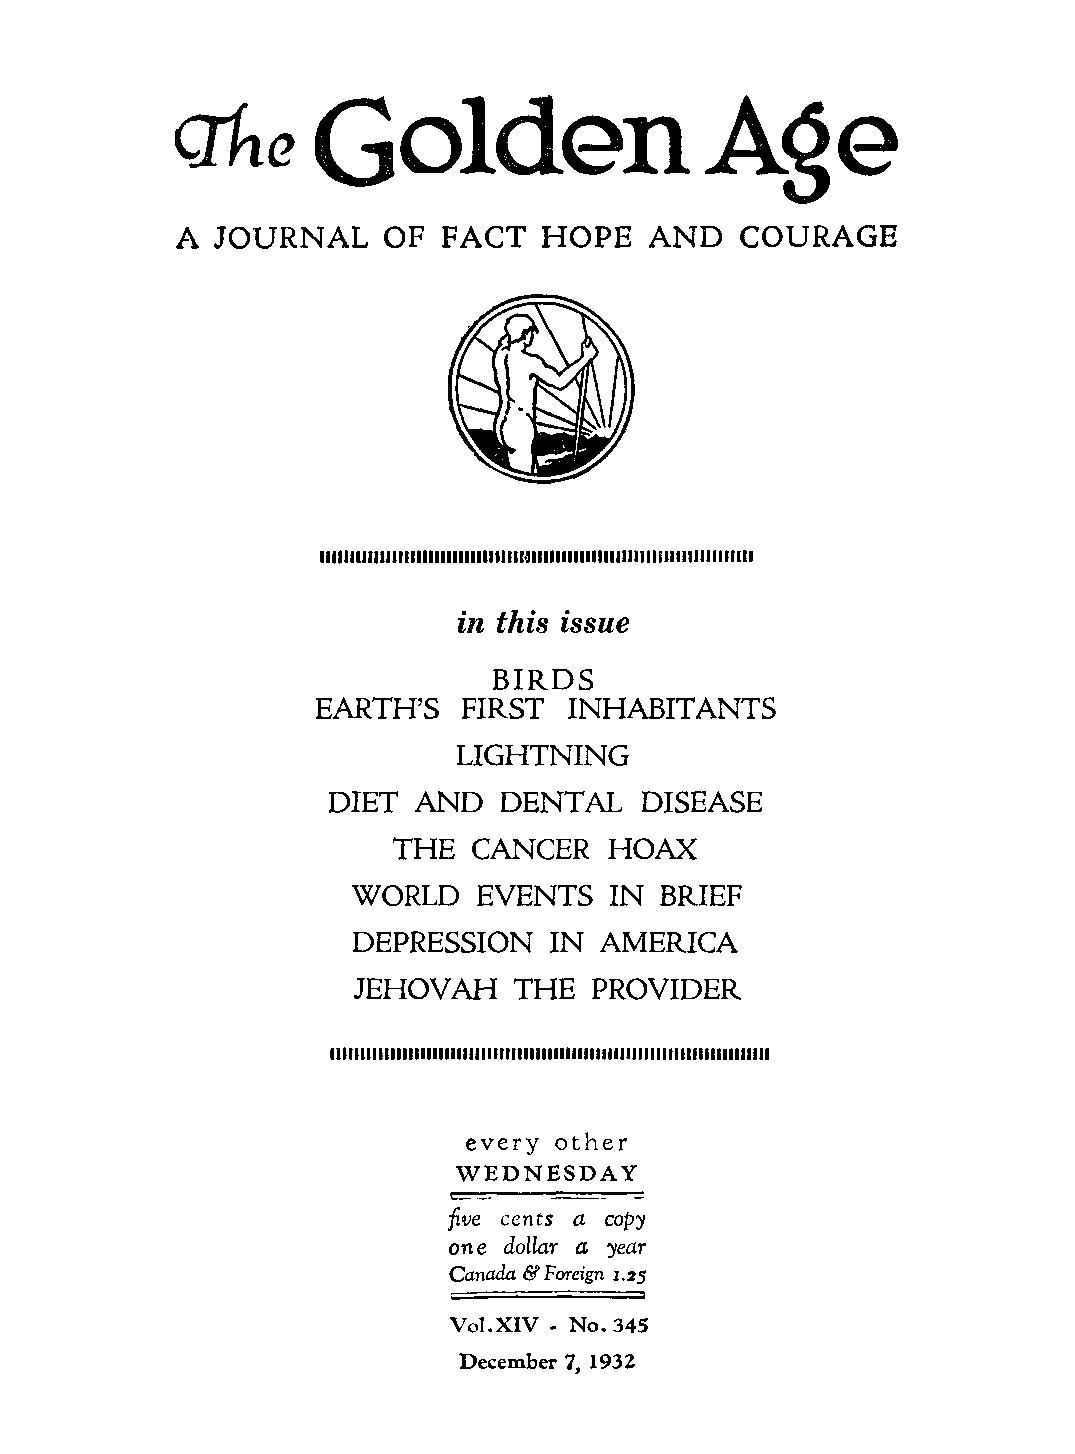 The Golden Age
A JOURNAL OF FACT HOPE AND COURAGE
in this issue
BIRDS
EARTH'S FIRST INHABITANTS
LIGHTNING
DIET AND DENTAL DISEASE
THE CANCER HOAX
WORLD EVENTS IN BRIEF
DEPRESSION IN AMERICA
JEHOVAH THE PROVIDER
every other
WEDNESDAY
five cents a copy
one dollar a year
Canada & Foreign 1.25
Vol. XIV - No. 345
December 7, 1932